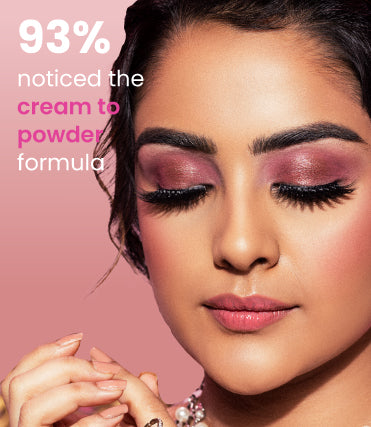 93%
noticed the
cream to
powder
formula